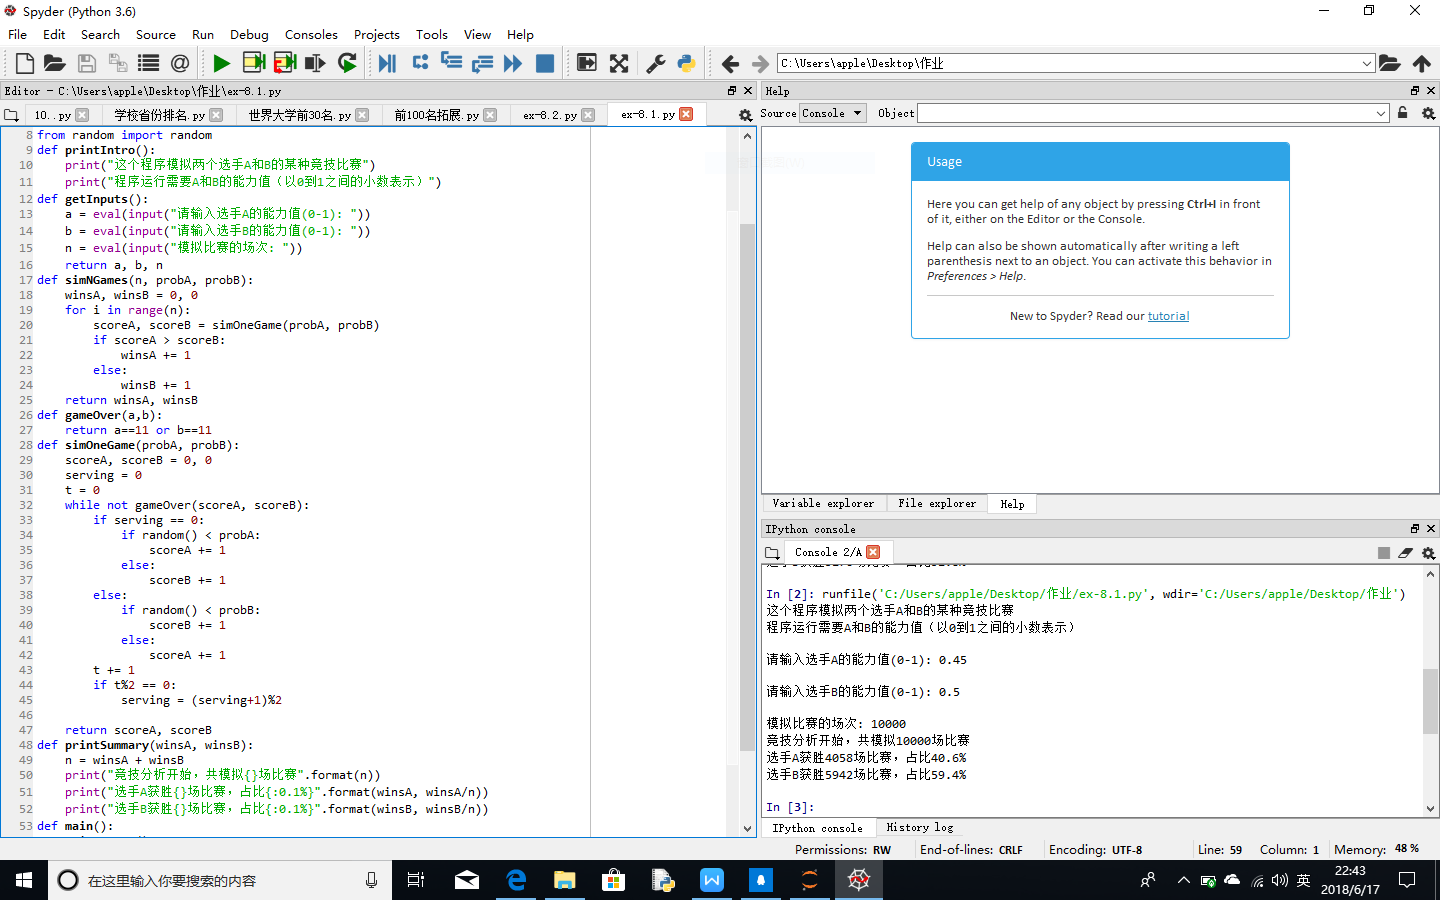 Spyder (Python 3.6)
File Edit Search Source Run Debug Consoles Projects Tools View Help
C:\Users\apple\Desktop\作业
Editor - C:\Users\apple\Desktop\作业\ex-8.1.py
Help
10..py 学校省份排名.py 世界大学前30名.py 前100名拓展.py ex-8.2.py ex-8.1.py
Source Console Object
8 from random import random
9 def printIntro():
10 print("这个程序模拟两个选手A和B的某种竞技比赛")
11 print("程序运行需要A和B的能力值（以0到1之间的小数表示）")
12 def getInputs():
13 a = eval(input("请输入选手A的能力值(0-1): "))
14 b = eval(input("请输入选手B的能力值(0-1): "))
15 n = eval(input("模拟比赛的场次: "))
16 return a, b, n
17 def simNGames(n, probA, probB):
18 winsA, winsB = 0, 0
19 for i in range(n):
20 scoreA, scoreB = simOneGame(probA, probB)
21 if scoreA > scoreB:
22 winsA += 1
23 else:
24 winsB += 1
25 return winsA, winsB
26 def gameOver(a,b):
27 return a==11 or b==11
28 def simOneGame(probA, probB):
29 scoreA, scoreB = 0, 0
30 serving = 0
31 t = 0
32 while not gameOver(scoreA, scoreB):
33 if serving == 0:
34 if random() < probA:
35 scoreA += 1
36 else:
37 scoreB += 1
38 else:
39 if random() < probB:
40 scoreB += 1
41 else:
42 scoreA += 1
43 t += 1
44 if t%2 == 0:
45 serving = (serving+1)%2
46
47 return scoreA, scoreB
48 def printSummary(winsA, winsB):
49 n = winsA + winsB
50 print("竞技分析开始，共模拟{}场比赛".format(n))
51 print("选手A获胜{}场比赛，占比{:0.1%}".format(winsA, winsA/n))
52 print("选手B获胜{}场比赛，占比{:0.1%}".format(winsB, winsB/n))
53 def main():
Usage
Here you can get help of any object by pressing Ctrl+I in front
of it, either on the Editor or the Console.
Help can also be shown automatically after writing a left
parenthesis next to an object. You can activate this behavior in
Preferences > Help.
New to Spyder? Read our tutorial
Variable explorer File explorer Help
IPython console
Console 2/A
In [2]: runfile('C:/Users/apple/Desktop/作业/ex-8.1.py', wdir='C:/Users/apple/Desktop/作业')
这个程序模拟两个选手A和B的某种竞技比赛
程序运行需要A和B的能力值（以0到1之间的小数表示）
请输入选手A的能力值(0-1): 0.45
请输入选手B的能力值(0-1): 0.5
模拟比赛的场次: 10000
竞技分析开始，共模拟10000场比赛
选手A获胜4058场比赛，占比40.6%
选手B获胜5942场比赛，占比59.4%
In [3]:
IPython console History log
Permissions: RW End-of-lines: CRLF Encoding: UTF-8 Line: 59 Column: 1 Memory: 48 %
在这里输入你要搜索的内容
英
22:43
2018/6/17